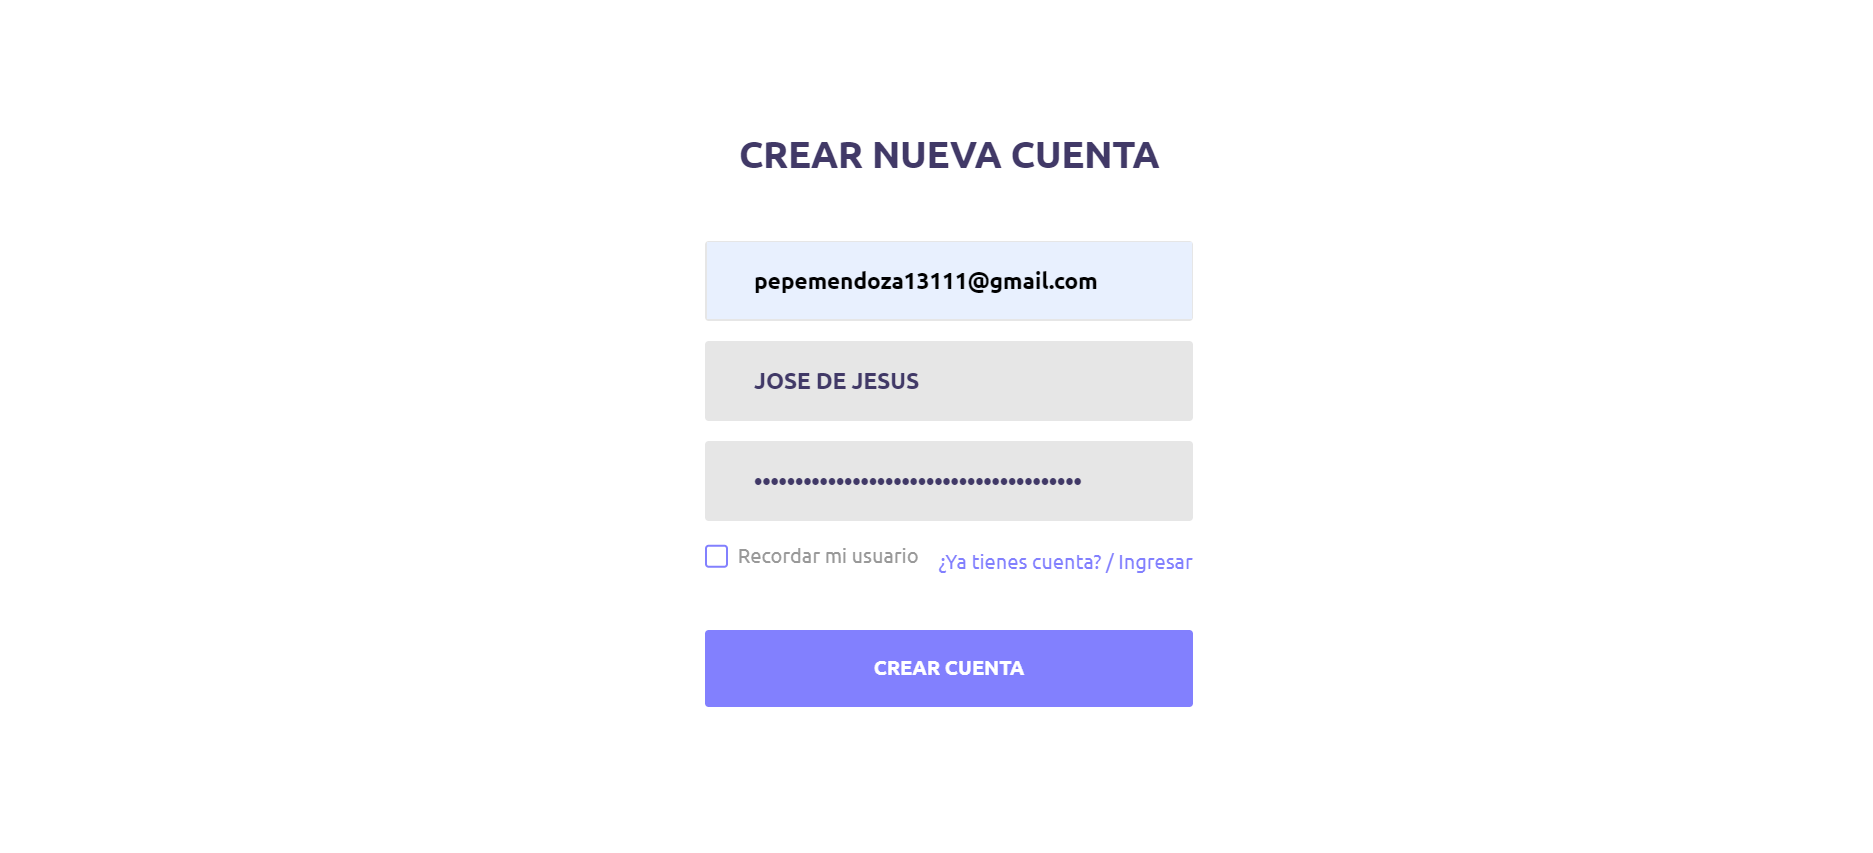 CREAR NUEVA CUENTA
pepemendoza13111@gmail.com
JOSE DE JESUS
••••••••••••••••••••••••••••••••••••••••
Recordar mi usuario
¿Ya tienes cuenta? / Ingresar
CREAR CUENTA